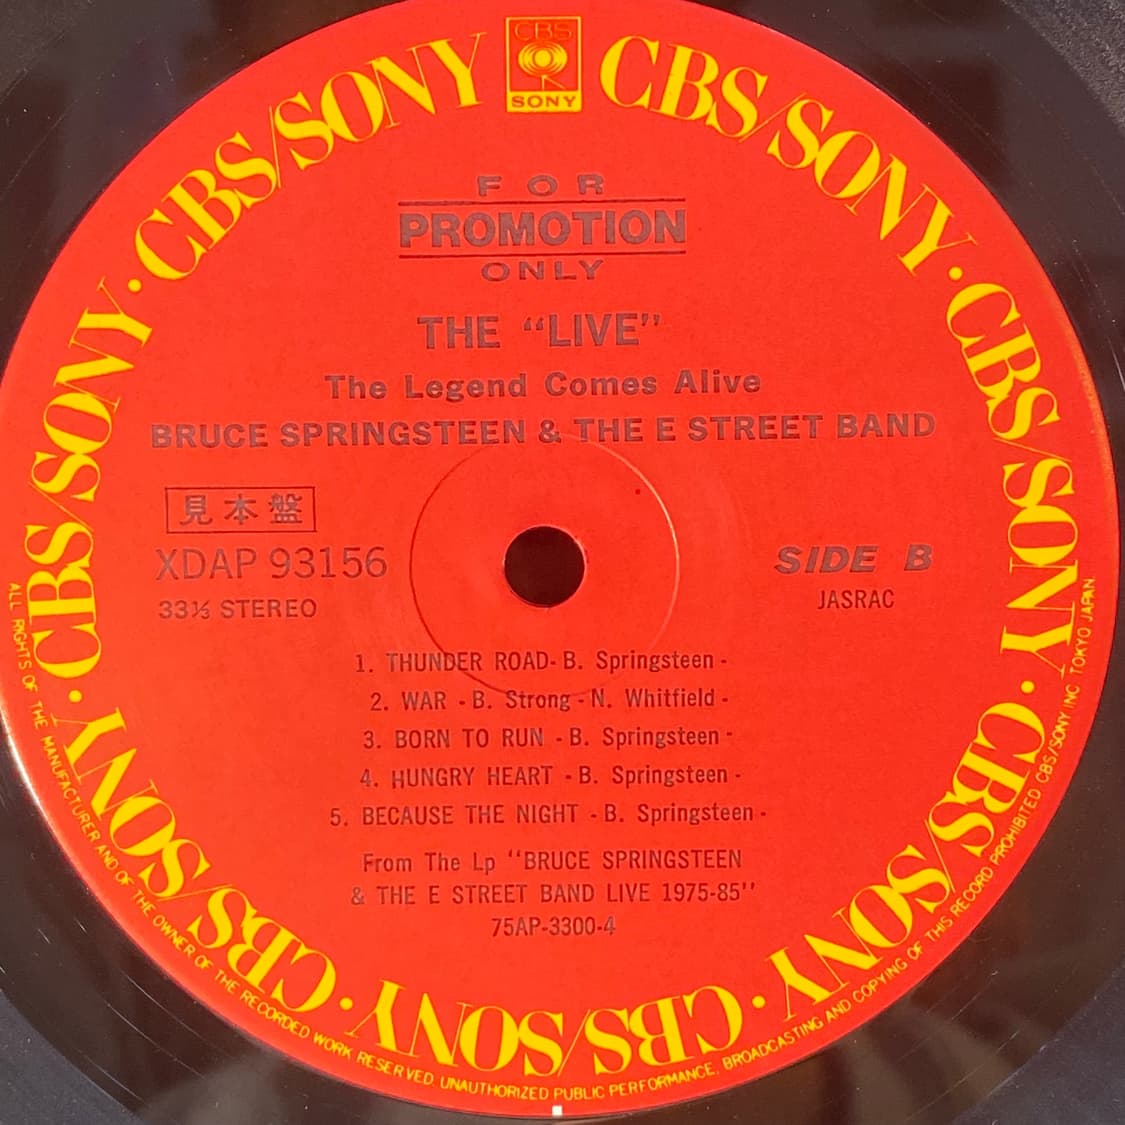 CBS
SONY
CBS/SONY · CBS/SONY · CBS/SONY · CBS/SONY · CBS/SONY · CBS/SONY · CBS/SONY · CBS/SONY
FOR
PROMOTION
ONLY
THE “LIVE”
The Legend Comes Alive
BRUCE SPRINGSTEEN & THE E STREET BAND
見本盤
XDAP 93156
33⅓ STEREO
SIDE B
JASRAC
1. THUNDER ROAD- B. Springsteen -
2. WAR - B. Strong - N. Whitfield -
3. BORN TO RUN - B. Springsteen -
4. HUNGRY HEART - B. Springsteen -
5. BECAUSE THE NIGHT - B. Springsteen -
From The Lp “BRUCE SPRINGSTEEN
& THE E STREET BAND LIVE 1975-85”
75AP-3300-4
ALL RIGHTS OF THE MANUFACTURER AND OF THE OWNER OF THE RECORDED WORK RESERVED. UNAUTHORIZED PUBLIC PERFORMANCE, BROADCASTING AND COPYING OF THIS RECORD PROHIBITED CBS/SONY INC. TOKYO JAPAN.